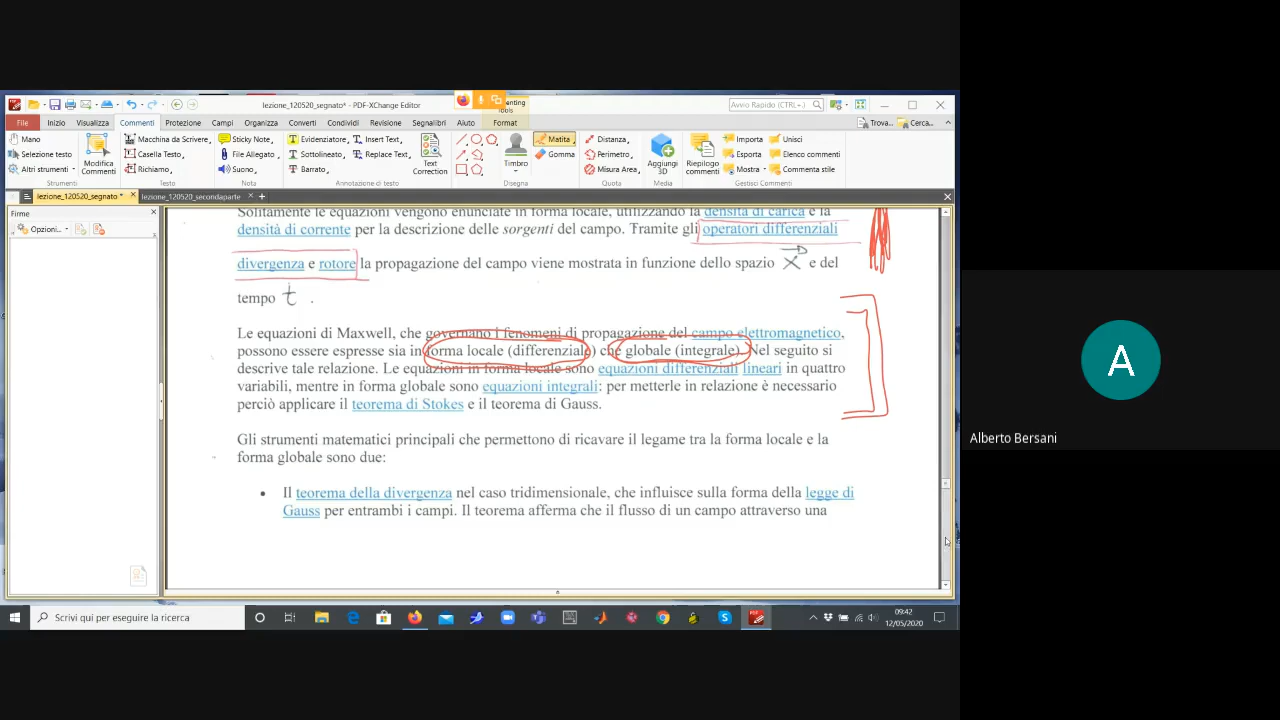 lezione_120520_segnato* - PDF-XChange Editor
enting
Tools
Avvio Rapido (CTRL+.)
File Inizio Visualizza Commenti Protezione Campi Organizza Converti Condividi Revisione Segnalibri Aiuto Format Trova... Cerca...
Mano
Selezione testo
Altri strumenti
Strumenti
Modifica Commenti
Macchina da Scrivere
Casella Testo
Richiamo
Testo
Sticky Note
File Allegato
Suono
Nota
Evidenziatore
Sottolineato
Barrato
Insert Text
Replace Text
Text Correction
Annotazione di testo
Timbro
Matita
Gomma
Disegna
Distanza
Perimetro
Misura Area
Quota
Aggiungi 3D
Media
Riepilogo commenti
Importa
Esporta
Mostra
Unisci
Elenco commenti
Commenta stile
Gestisci Commenti
lezione_120520_segnato * lezione_120520_secondaparte
Firme
Opzioni...
Solitamente le equazioni vengono enunciate in forma locale, utilizzando la densità di carica e la
densità di corrente per la descrizione delle sorgenti del campo. Tramite gli operatori differenziali
divergenza e rotore la propagazione del campo viene mostrata in funzione dello spazio x e del
tempo t .
Le equazioni di Maxwell, che governano i fenomeni di propagazione del campo elettromagnetico,
possono essere espresse sia in forma locale (differenziale) che globale (integrale). Nel seguito si
descrive tale relazione. Le equazioni in forma locale sono equazioni differenziali lineari in quattro
variabili, mentre in forma globale sono equazioni integrali: per metterle in relazione è necessario
perciò applicare il teorema di Stokes e il teorema di Gauss.
Gli strumenti matematici principali che permettono di ricavare il legame tra la forma locale e la
forma globale sono due:
• Il teorema della divergenza nel caso tridimensionale, che influisce sulla forma della legge di
Gauss per entrambi i campi. Il teorema afferma che il flusso di un campo attraverso una
Scrivi qui per eseguire la ricerca
09:42
12/05/2020
A
Alberto Bersani